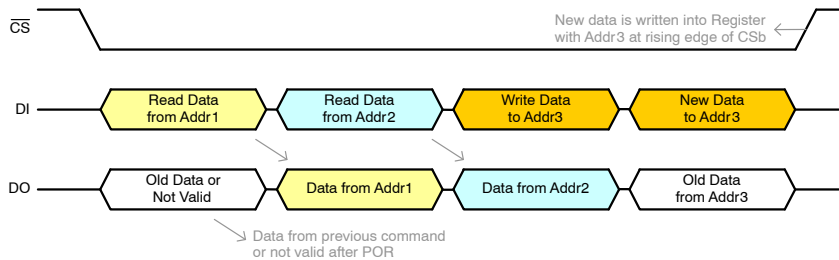 CS
New data is written into Register
with Addr3 at rising edge of CSb
DI
Read Data
from Addr1
Read Data
from Addr2
Write Data
to Addr3
New Data
to Addr3
DO
Old Data or
Not Valid
Data from Addr1
Data from Addr2
Old Data
from Addr3
Data from previous command
or not valid after POR